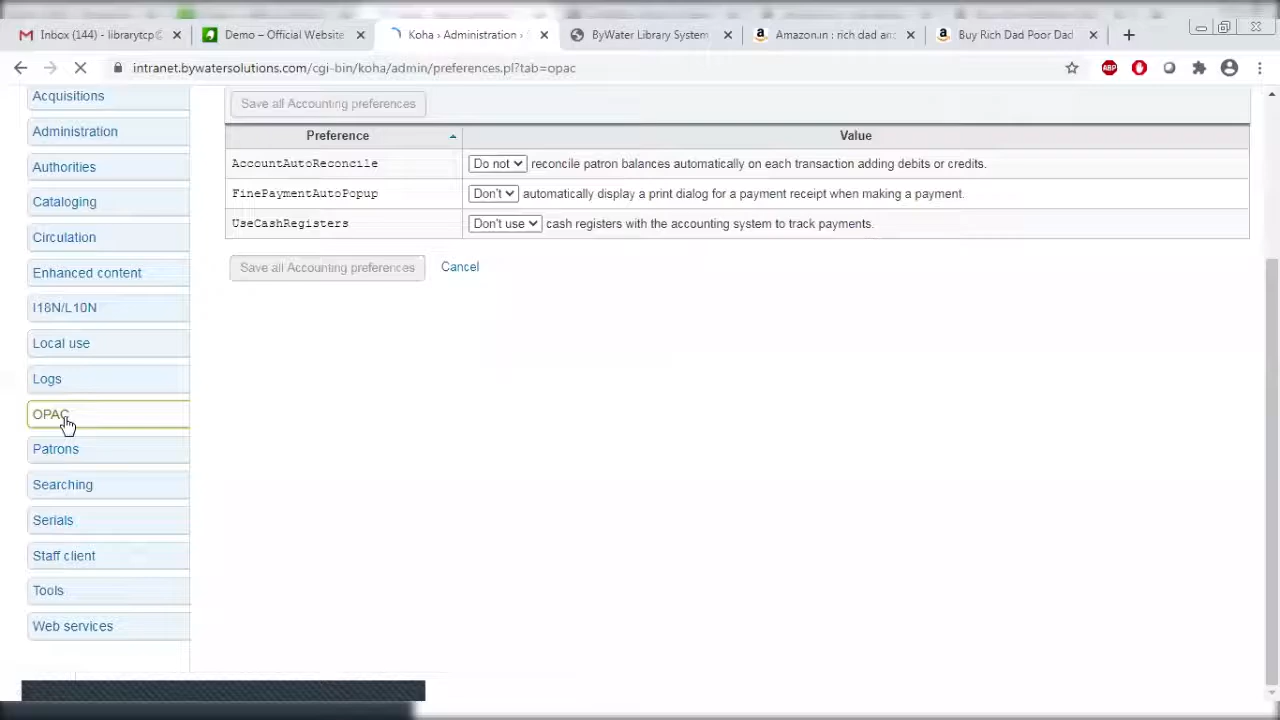 Inbox (144) - librarytcp@
Demo – Official Website
Koha › Administration ›
ByWater Library System
Amazon.in : rich dad an
Buy Rich Dad Poor Dad
intranet.bywatersolutions.com/cgi-bin/koha/admin/preferences.pl?tab=opac
ABP
Acquisitions
Administration
Authorities
Cataloging
Circulation
Enhanced content
I18N/L10N
Local use
Logs
OPAC
Patrons
Searching
Serials
Staff client
Tools
Web services
Save all Accounting preferences
Preference Value
AccountAutoReconcile Do not reconcile patron balances automatically on each transaction adding debits or credits.
FinePaymentAutoPopup Don't automatically display a print dialog for a payment receipt when making a payment.
UseCashRegisters Don't use cash registers with the accounting system to track payments.
Save all Accounting preferences Cancel